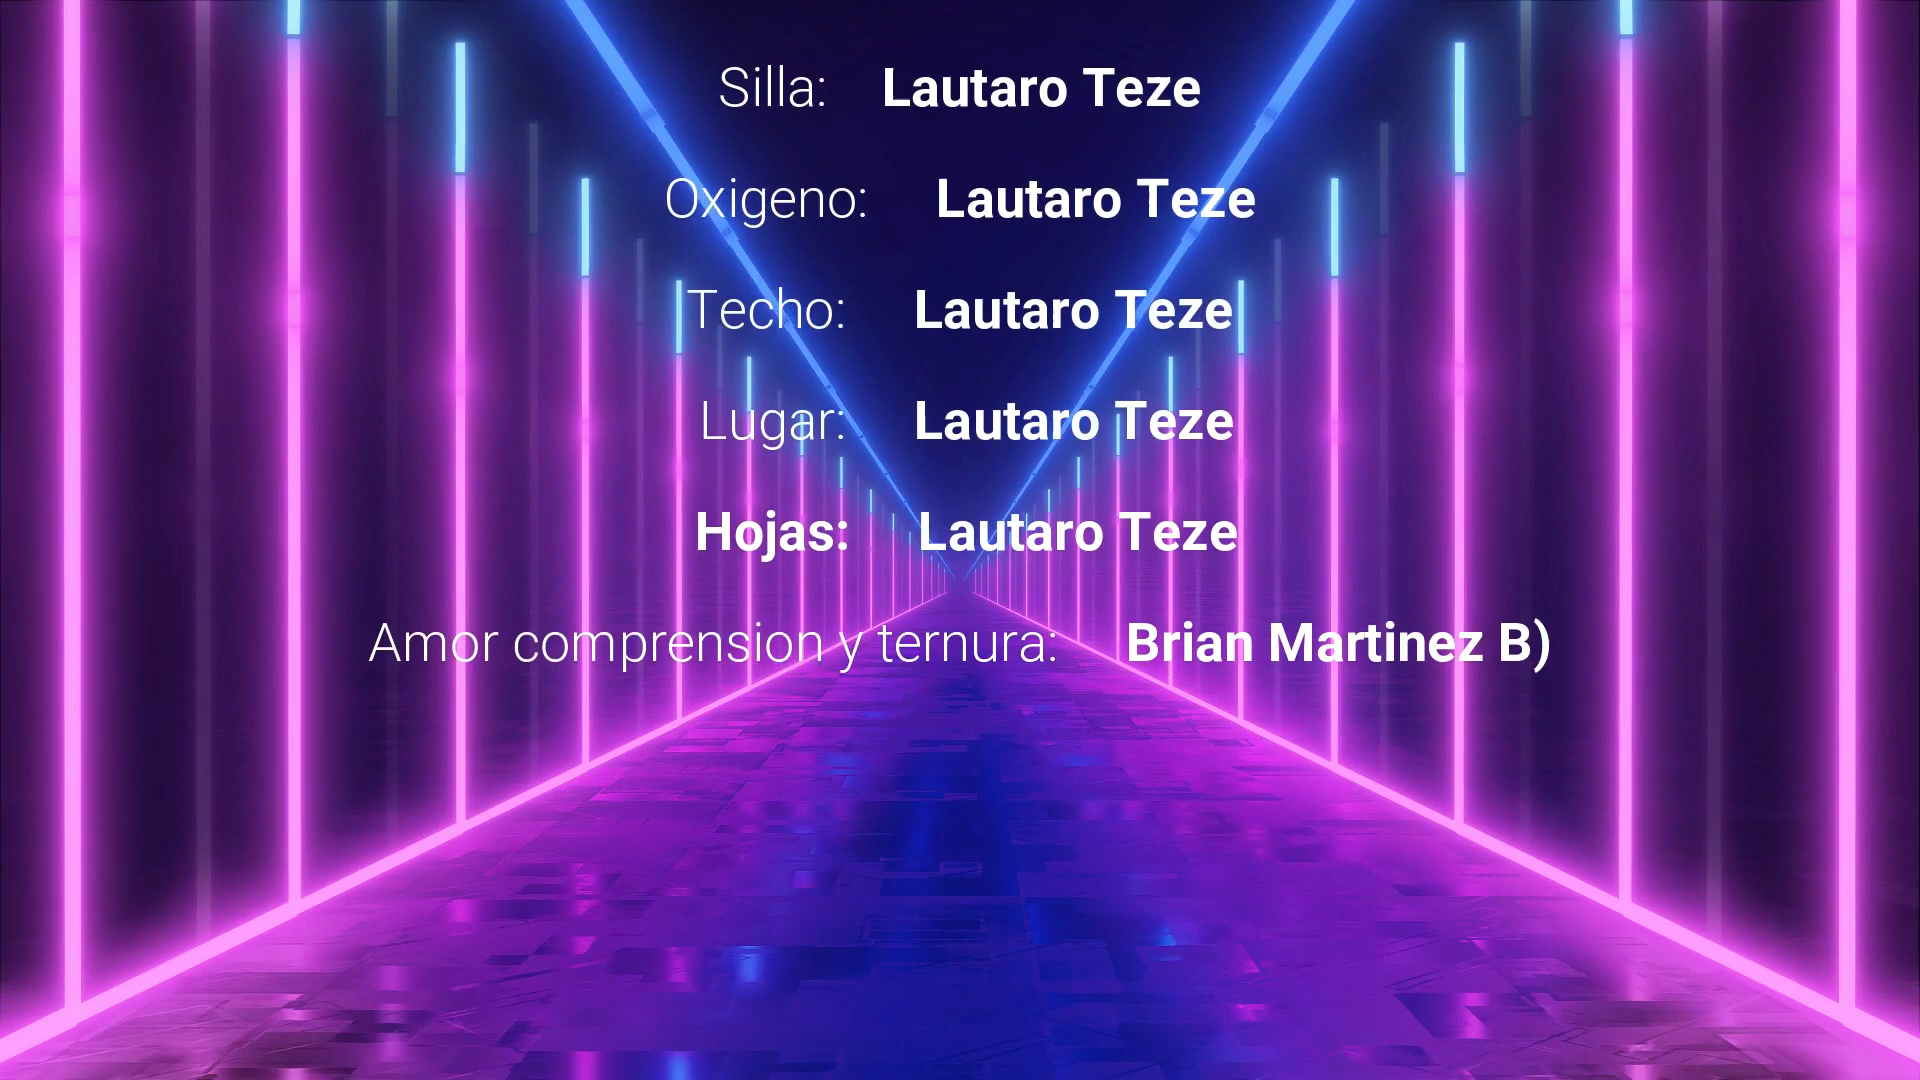 Silla: Lautaro Teze
Oxigeno: Lautaro Teze
Techo: Lautaro Teze
Lugar: Lautaro Teze
Hojas: Lautaro Teze
Amor comprension y ternura: Brian Martinez B)